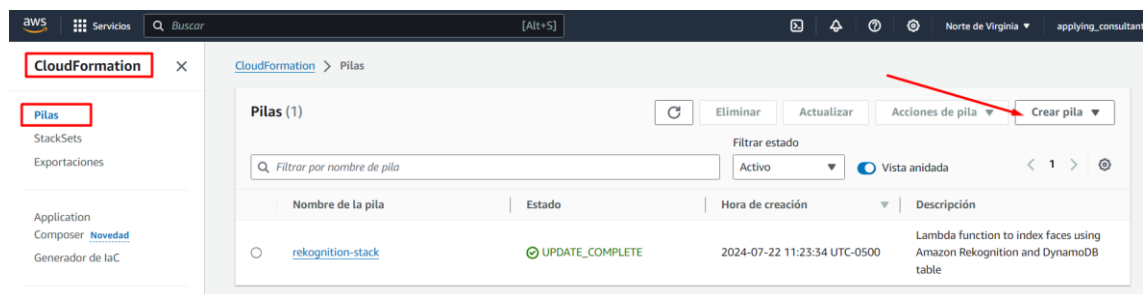 aws Servicios Buscar [Alt+S] Norte de Virginia applying_consultant
CloudFormation
CloudFormation > Pilas
Pilas
StackSets
Exportaciones
Application
Composer Novedad
Generador de IaC
Pilas (1)
Eliminar Actualizar Acciones de pila Crear pila
Filtrar estado
Filtrar por nombre de pila Activo Vista anidada 1
Nombre de la pila Estado Hora de creación Descripción
rekognition-stack UPDATE_COMPLETE 2024-07-22 11:23:34 UTC-0500
Lambda function to index faces using
Amazon Rekognition and DynamoDB
table